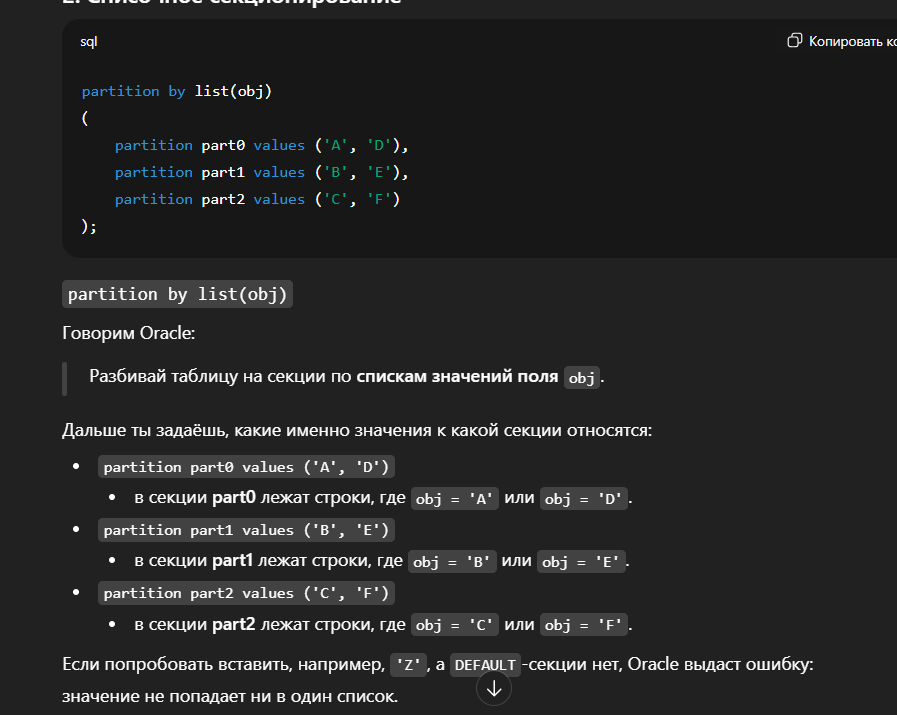 2. Списочное секционирование
sql
Копировать
partition by list(obj)
(
partition part0 values ('A', 'D'),
partition part1 values ('B', 'E'),
partition part2 values ('C', 'F')
);
partition by list(obj)
Говорим Oracle:
Разбивай таблицу на секции по спискам значений поля obj.
Дальше ты задаёшь, какие именно значения к какой секции относятся:
partition part0 values ('A', 'D')
в секции part0 лежат строки, где obj = 'A' или obj = 'D'.
partition part1 values ('B', 'E')
в секции part1 лежат строки, где obj = 'B' или obj = 'E'.
partition part2 values ('C', 'F')
в секции part2 лежат строки, где obj = 'C' или obj = 'F'.
Если попробовать вставить, например, 'Z', а DEFAULT-секции нет, Oracle выдаст ошибку:
значение не попадает ни в один список.